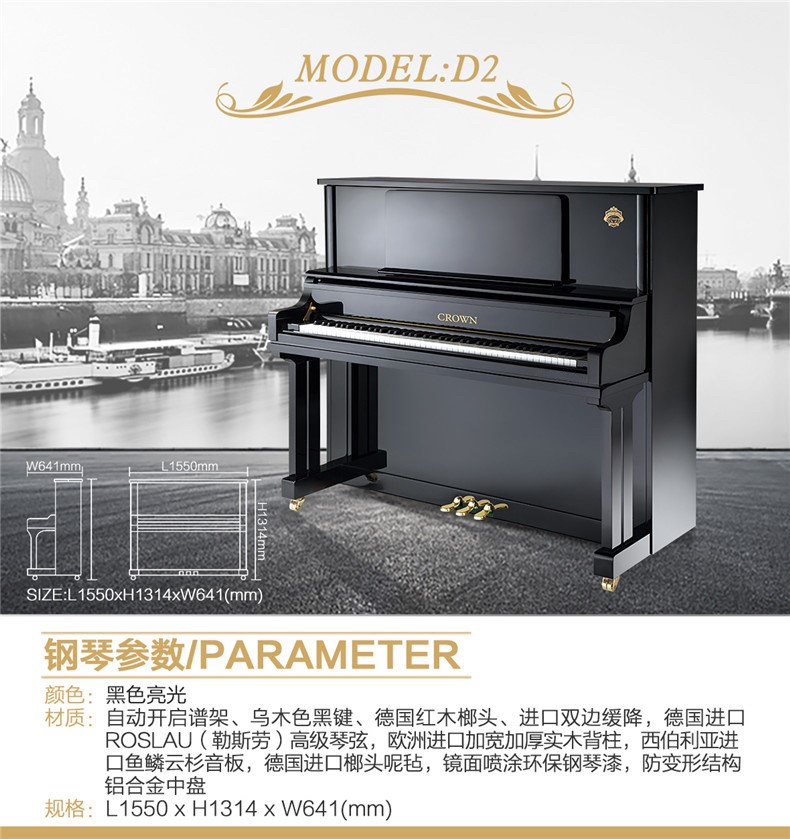 MODEL:D2
CROWN
W641mm
L1550mm
H1314mm
SIZE:L1550xH1314xW641(mm)
钢琴参数/PARAMETER
颜色：黑色亮光
材质：自动开启谱架、乌木色黑键、德国红木榔头、进口双边缓降，德国进口
ROSLAU（勒斯劳）高级琴弦，欧洲进口加宽加厚实木背柱，西伯利亚进
口鱼鳞云杉音板，德国进口榔头呢毡，镜面喷涂环保钢琴漆，防变形结构
铝合金中盘
规格：L1550 x H1314 x W641(mm)